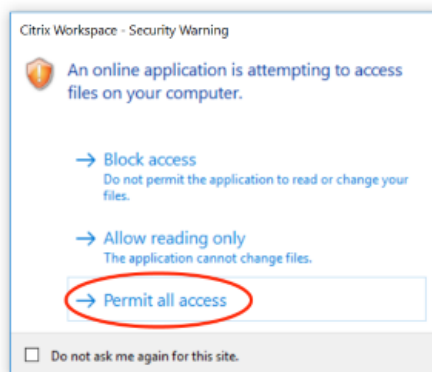 Citrix Workspace - Security Warning
An online application is attempting to access
files on your computer.
→ Block access
Do not permit the application to read or change your
files.
→ Allow reading only
The application cannot change files.
→ Permit all access
Do not ask me again for this site.